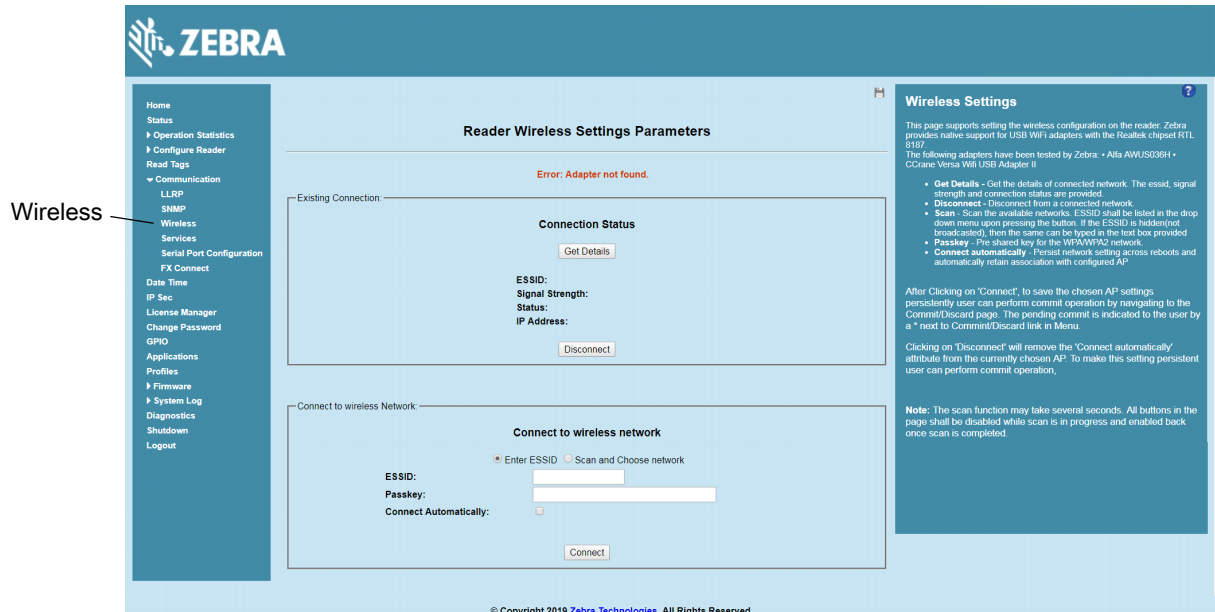 ZEBRA
Wireless
Home
Status
Operation Statistics
Configure Reader
Read Tags
Communication
LLRP
SNMP
Wireless
Services
Serial Port Configuration
FX Connect
Date Time
IP Sec
License Manager
Change Password
GPIO
Applications
Profiles
Firmware
System Log
Diagnostics
Shutdown
Logout
Reader Wireless Settings Parameters
Error: Adapter not found.
Existing Connection:
Connection Status
Get Details
ESSID:
Signal Strength:
Status:
IP Address:
Disconnect
Connect to wireless Network:
Connect to wireless network
Enter ESSID Scan and Choose network
ESSID:
Passkey:
Connect Automatically:
Connect
?
Wireless Settings
This page supports setting the wireless configuration on the reader. Zebra
provides native support for USB WiFi adapters with the Realtek chipset RTL
8187.
The following adapters have been tested by Zebra: • Alfa AWUS036H •
CCrane Versa Wifi USB Adapter II
• Get Details - Get the details of connected network. The essid, signal
strength and connection status are provided.
• Disconnect - Disconnect from a connected network.
• Scan - Scan the available networks. ESSID shall be listed in the drop
down menu upon pressing the button. If the ESSID is hidden(not
broadcasted), then the same can be typed in the text box provided
• Passkey - Pre shared key for the WPA/WPA2 network.
• Connect automatically - Persist network setting across reboots and
automatically retain association with configured AP
After Clicking on 'Connect', to save the chosen AP settings
persistently user can perform commit operation by navigating to the
Commit/Discard page. The pending commit is indicated to the user by
a * next to Commint/Discard link in Menu.
Clicking on 'Disconnect' will remove the 'Connect automatically'
attribute from the currently chosen AP. To make this setting persistent
user can perform commit operation,
Note: The scan function may take several seconds. All buttons in the
page shall be disabled while scan is in progress and enabled back
once scan is completed.
© Copyright 2019 Zebra Technologies. All Rights Reserved